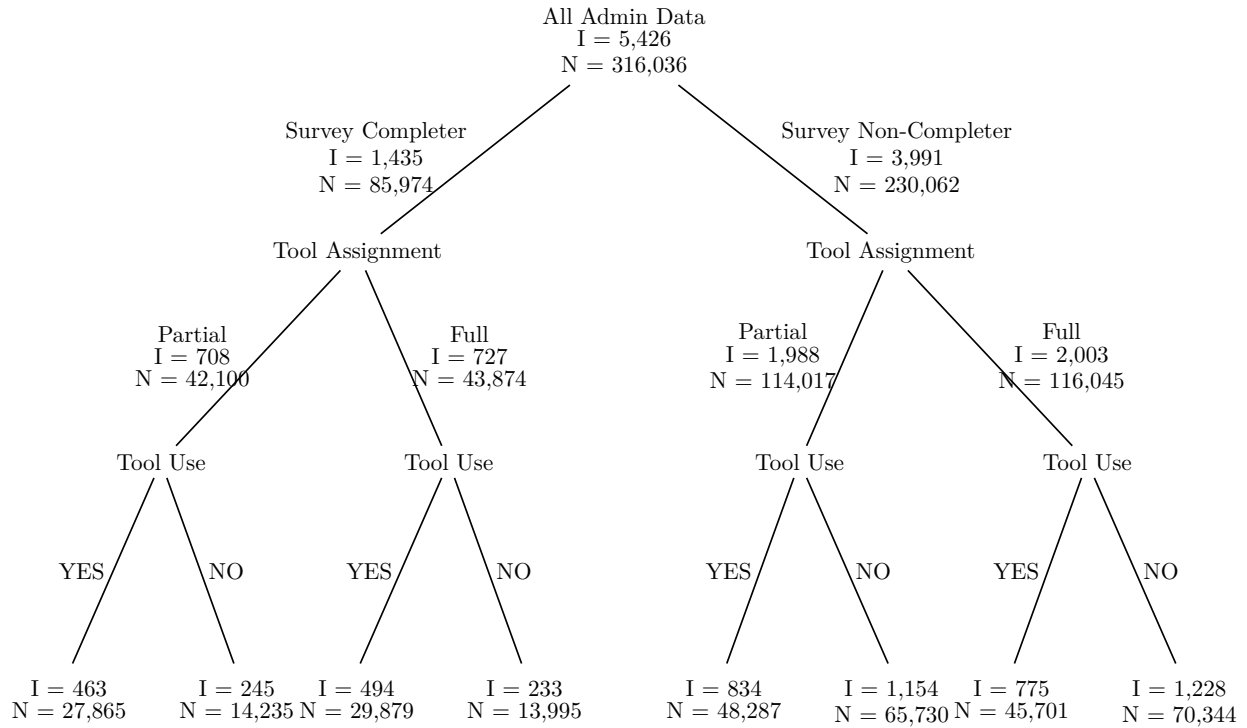 All Admin Data
I = 5,426
N = 316,036
Survey Completer
I = 1,435
N = 85,974
Survey Non-Completer
I = 3,991
N = 230,062
Tool Assignment
Tool Assignment
Partial
I = 708
N = 42,100
Full
I = 727
N = 43,874
Partial
I = 1,988
N = 114,017
Full
I = 2,003
N = 116,045
Tool Use
Tool Use
Tool Use
Tool Use
YES
NO
YES
NO
YES
NO
YES
NO
I = 463
N = 27,865
I = 245
N = 14,235
I = 494
N = 29,879
I = 233
N = 13,995
I = 834
N = 48,287
I = 1,154
N = 65,730
I = 775
N = 45,701
I = 1,228
N = 70,344